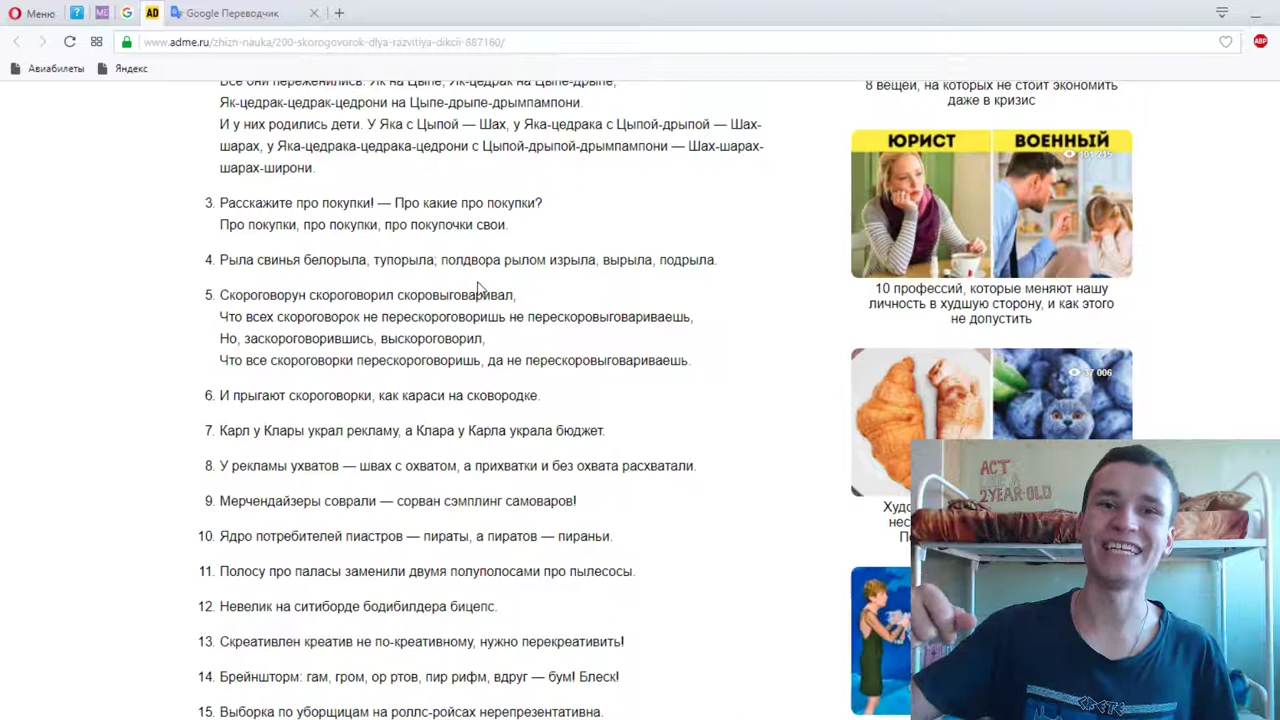 Меню
AD
Google Переводчик
www.adme.ru/zhizn-nauka/200-skorogovorok-dlya-razvitiya-dikcii-887160/
ABP
Авиабилеты
Яндекс
Все они переженились: Як на Цыпе, Як-цедрак на Цыпе-дрыпе,
Як-цедрак-цедрак-цедрони на Цыпе-дрыпе-дрымпампони.
И у них родились дети. У Яка с Цыпой — Шах, у Яка-цедрака с Цыпой-дрыпой — Шах-
шарах, у Яка-цедрака-цедрака-цедрони с Цыпой-дрыпой-дрымпампони — Шах-шарах-
шарах-широни.
3. Расскажите про покупки! — Про какие про покупки?
Про покупки, про покупки, про покупочки свои.
4. Рыла свинья белорыла, тупорыла; полдвора рылом изрыла, вырыла, подрыла.
5. Скороговорун скороговорил скоровыговаривал,
Что всех скороговорок не перескороговоришь не перескоровыговариваешь,
Но, заскороговорившись, выскороговорил,
Что все скороговорки перескороговоришь, да не перескоровыговариваешь.
6. И прыгают скороговорки, как караси на сковородке.
7. Карл у Клары украл рекламу, а Клара у Карла украла бюджет.
8. У рекламы ухватов — швах с охватом, а прихватки и без охвата расхватали.
9. Мерчендайзеры соврали — сорван сэмплинг самоваров!
10. Ядро потребителей пиастров — пираты, а пиратов — пираньи.
11. Полосу про паласы заменили двумя полуполосами про пылесосы.
12. Невелик на ситиборде бодибилдера бицепс.
13. Скреативлен креатив не по-креативному, нужно перекреативить!
14. Брейншторм: гам, гром, ор ртов, пир рифм, вдруг — бум! Блеск!
15. Выборка по уборщицам на роллс-ройсах нерепрезентативна.
8 вещей, на которых не стоит экономить
даже в кризис
ЮРИСТ
ВОЕННЫЙ
101 215
10 профессий, которые меняют нашу
личность в худшую сторону, и как этого
не допустить
37 006
ACT
2 YEAR OLD